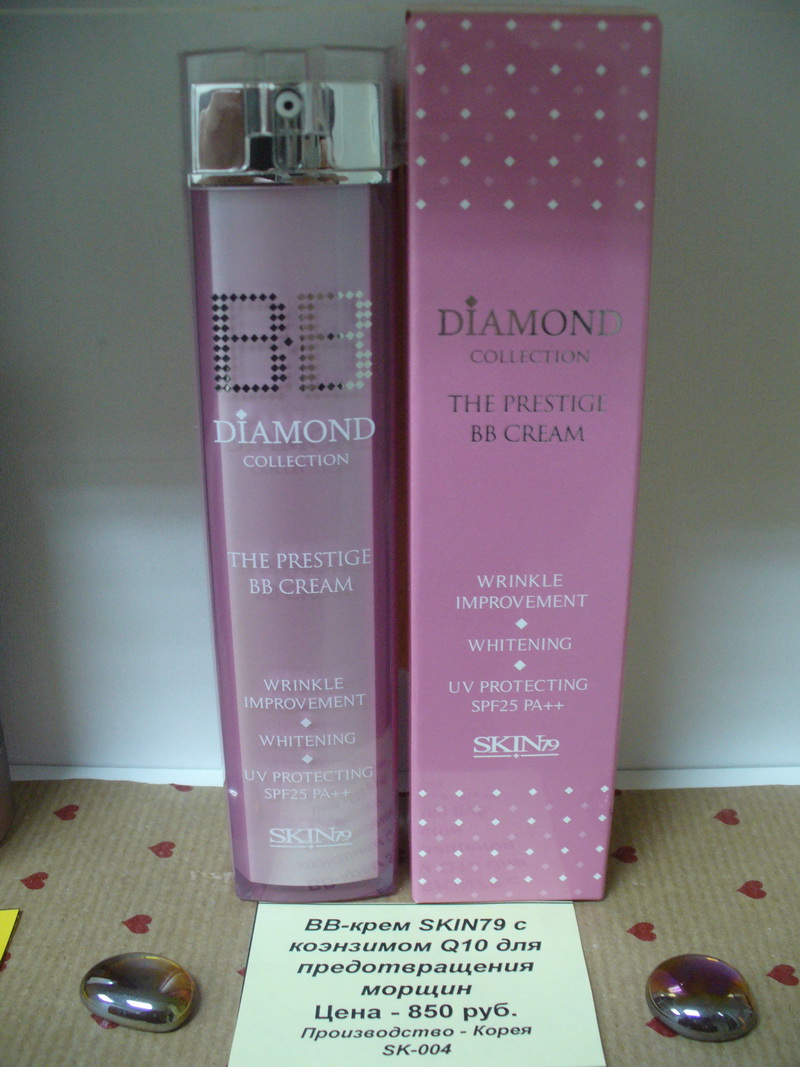 BB
DIAMOND
COLLECTION
THE PRESTIGE
BB CREAM
WRINKLE
IMPROVEMENT
WHITENING
UV PROTECTING
SPF25 PA++
SKIN79
DIAMOND
COLLECTION
THE PRESTIGE
BB CREAM
WRINKLE
IMPROVEMENT
WHITENING
UV PROTECTING
SPF25 PA++
SKIN79
ВВ-крем SKIN79 с
коэнзимом Q10 для
предотвращения
морщин
Цена - 850 руб.
Производство - Корея
SK-004